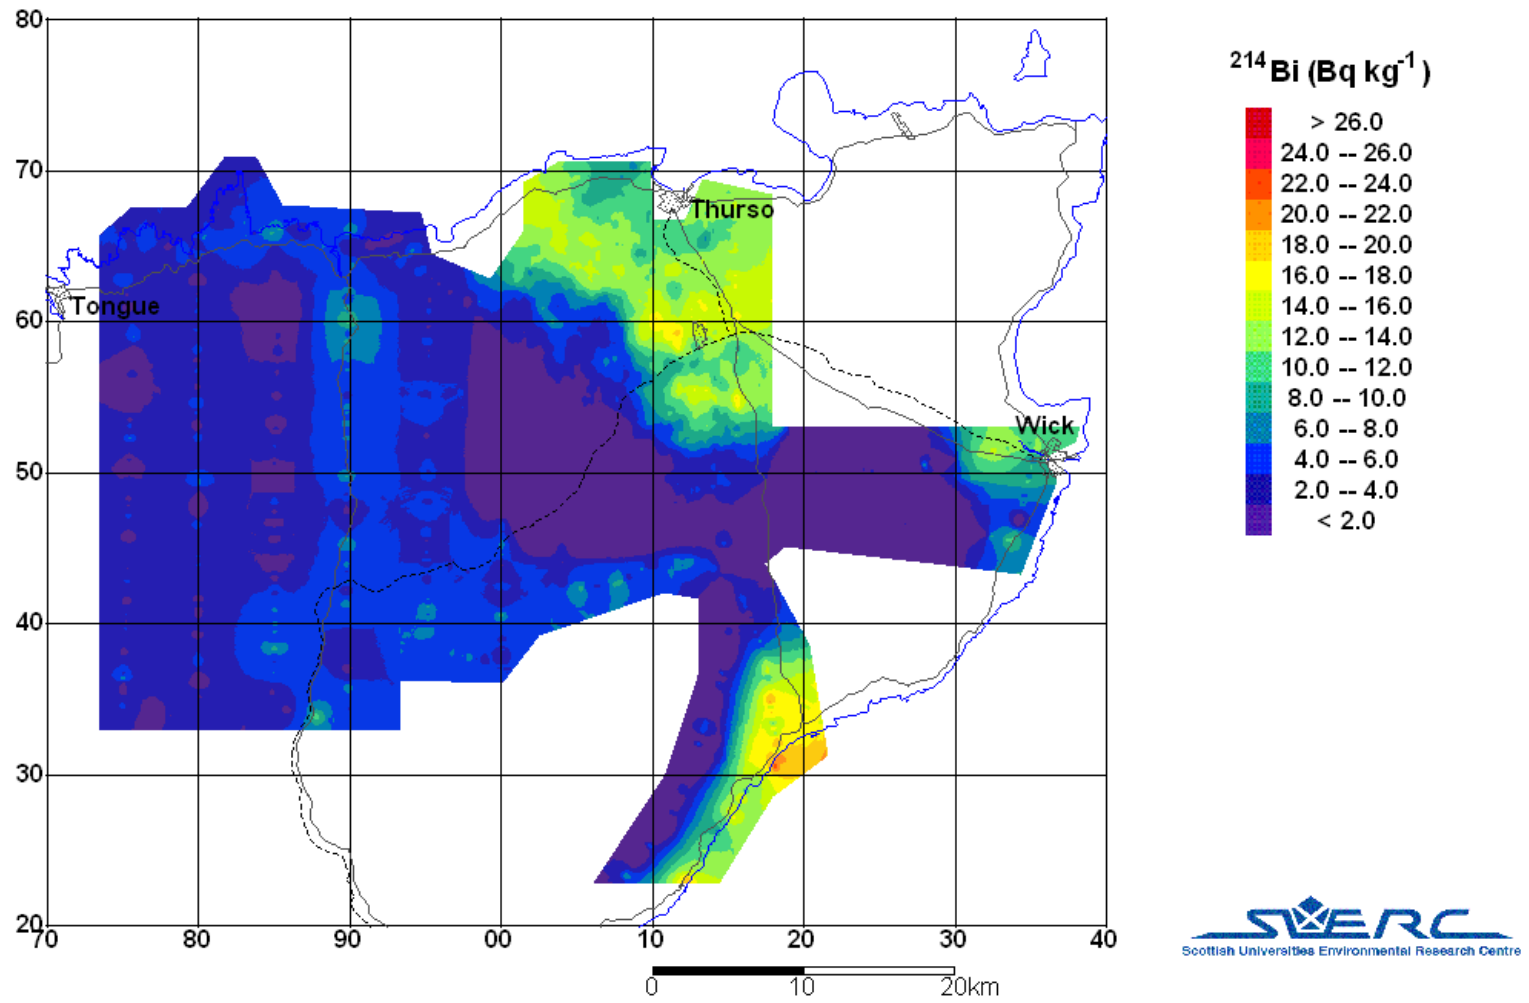 80
70
60
50
40
30
20
70
80
90
00
10
20
30
40
Thurso
Tongue
Wick
0
10
20km
²¹⁴Bi (Bq kg⁻¹)
> 26.0
24.0 -- 26.0
22.0 -- 24.0
20.0 -- 22.0
18.0 -- 20.0
16.0 -- 18.0
14.0 -- 16.0
12.0 -- 14.0
10.0 -- 12.0
8.0 -- 10.0
6.0 -- 8.0
4.0 -- 6.0
2.0 -- 4.0
< 2.0
SUERC
Scottish Universities Environmental Research Centre